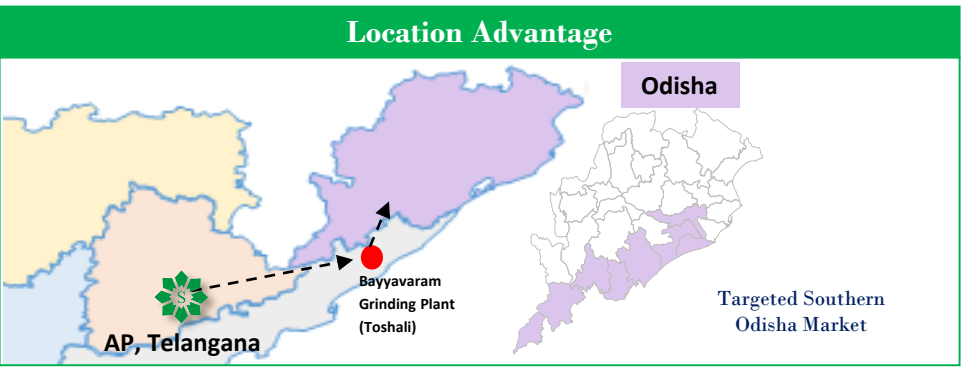 Location Advantage
Odisha
S
Bayyavaram
Grinding Plant
(Toshali)
AP, Telangana
Targeted Southern
Odisha Market